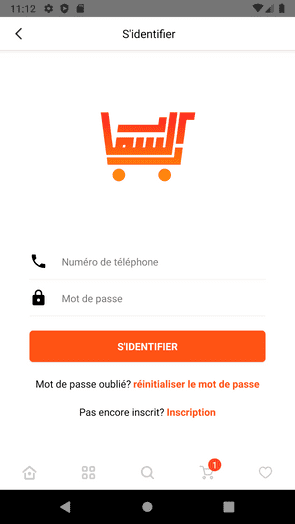 11:12
S'identifier
السما
Numéro de téléphone
Mot de passe
S'IDENTIFIER
Mot de passe oublié? réinitialiser le mot de passe
Pas encore inscrit? Inscription
1